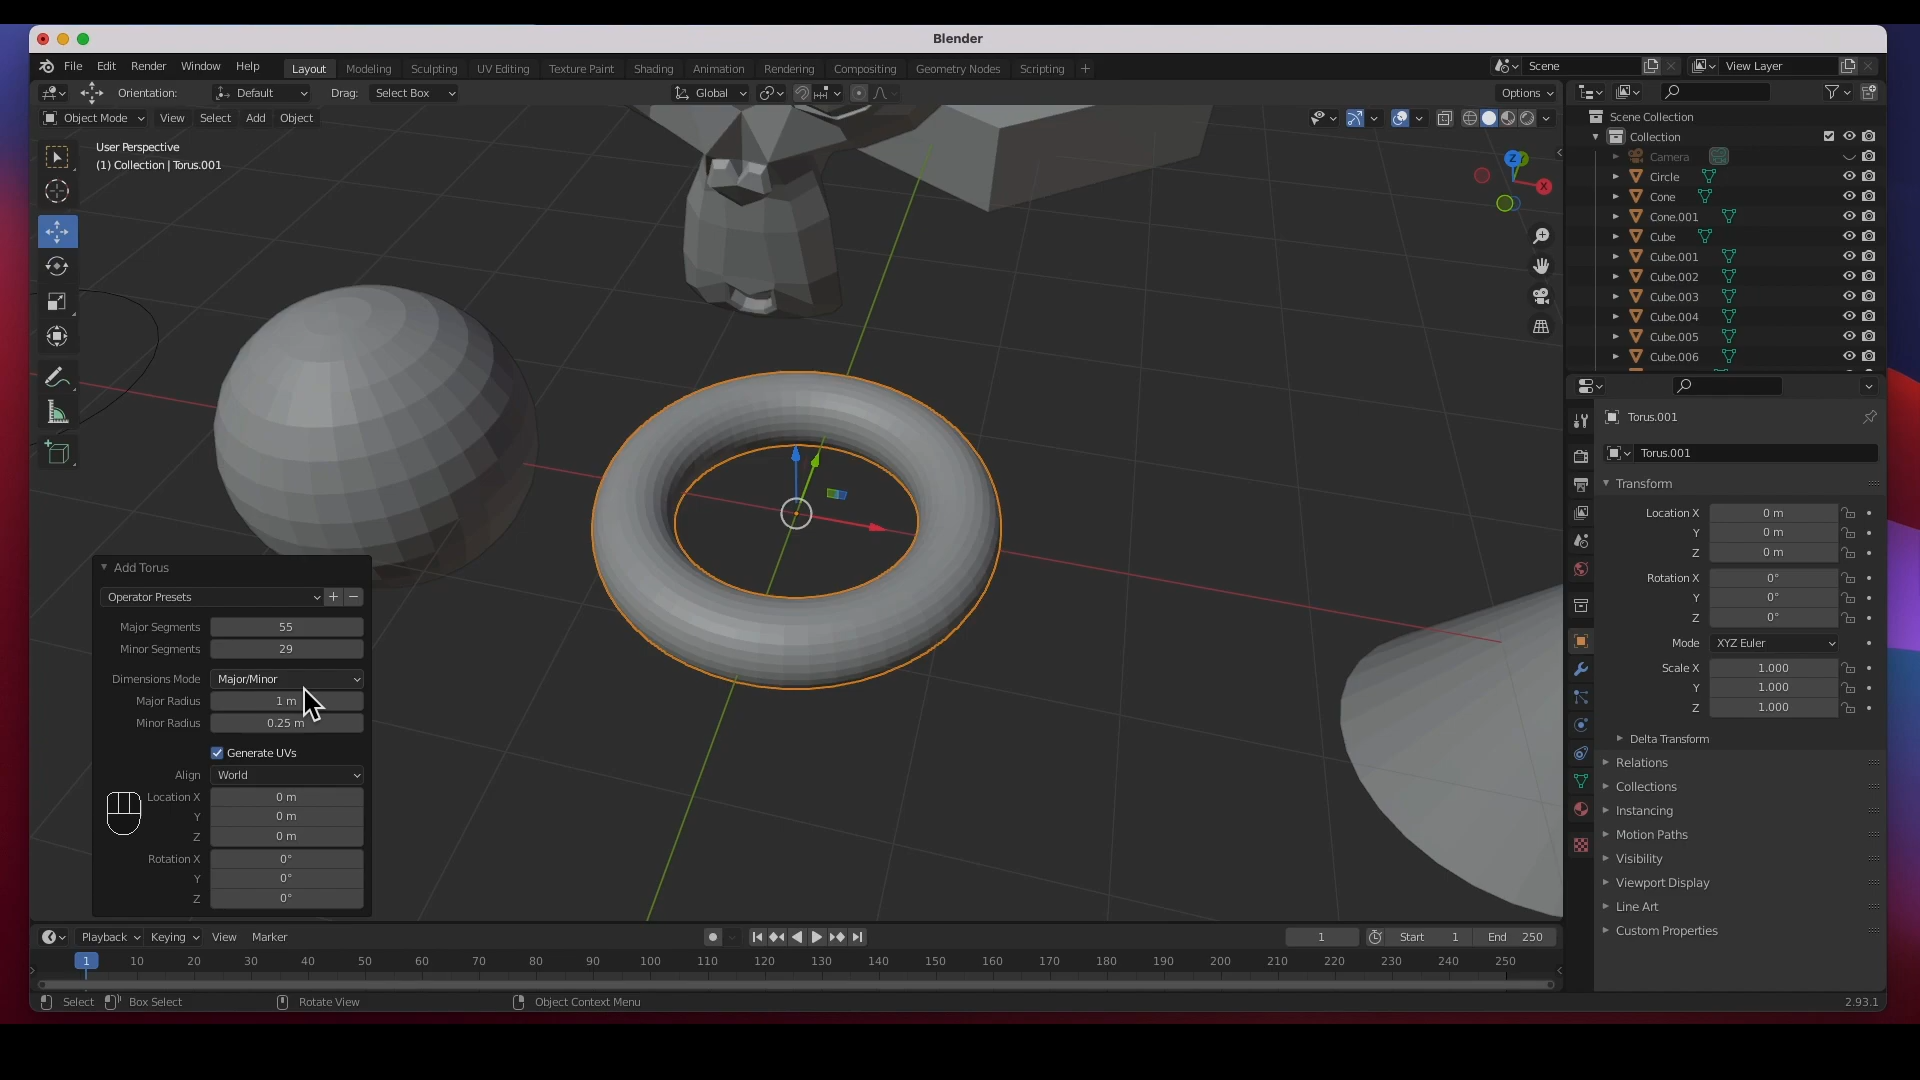 Blender
File Edit Render Window Help Layout Modeling Sculpting UV Editing Texture Paint Shading Animation Rendering Compositing Geometry Nodes Scripting + Scene View Layer
Orientation: Default Drag: Select Box Global Options
Object Mode View Select Add Object
User Perspective
(1) Collection | Torus.001
Z
X
Scene Collection
Collection
Camera
Circle
Cone
Cone.001
Cube
Cube.001
Cube.002
Cube.003
Cube.004
Cube.005
Cube.006
Torus.001
Torus.001
Transform
Location X 0 m
Y 0 m
Z 0 m
Rotation X 0°
Y 0°
Z 0°
Mode XYZ Euler
Scale X 1.000
Y 1.000
Z 1.000
Delta Transform
Relations
Collections
Instancing
Motion Paths
Visibility
Viewport Display
Line Art
Custom Properties
Add Torus
Operator Presets + −
Major Segments 55
Minor Segments 29
Dimensions Mode Major/Minor
Major Radius 1 m
Minor Radius 0.25 m
Generate UVs
Align World
Location X 0 m
Y 0 m
Z 0 m
Rotation X 0°
Y 0°
Z 0°
Playback Keying View Marker 1 Start 1 End 250
1 10 20 30 40 50 60 70 80 90 100 110 120 130 140 150 160 170 180 190 200 210 220 230 240 250
Select Box Select Rotate View Object Context Menu 2.93.1